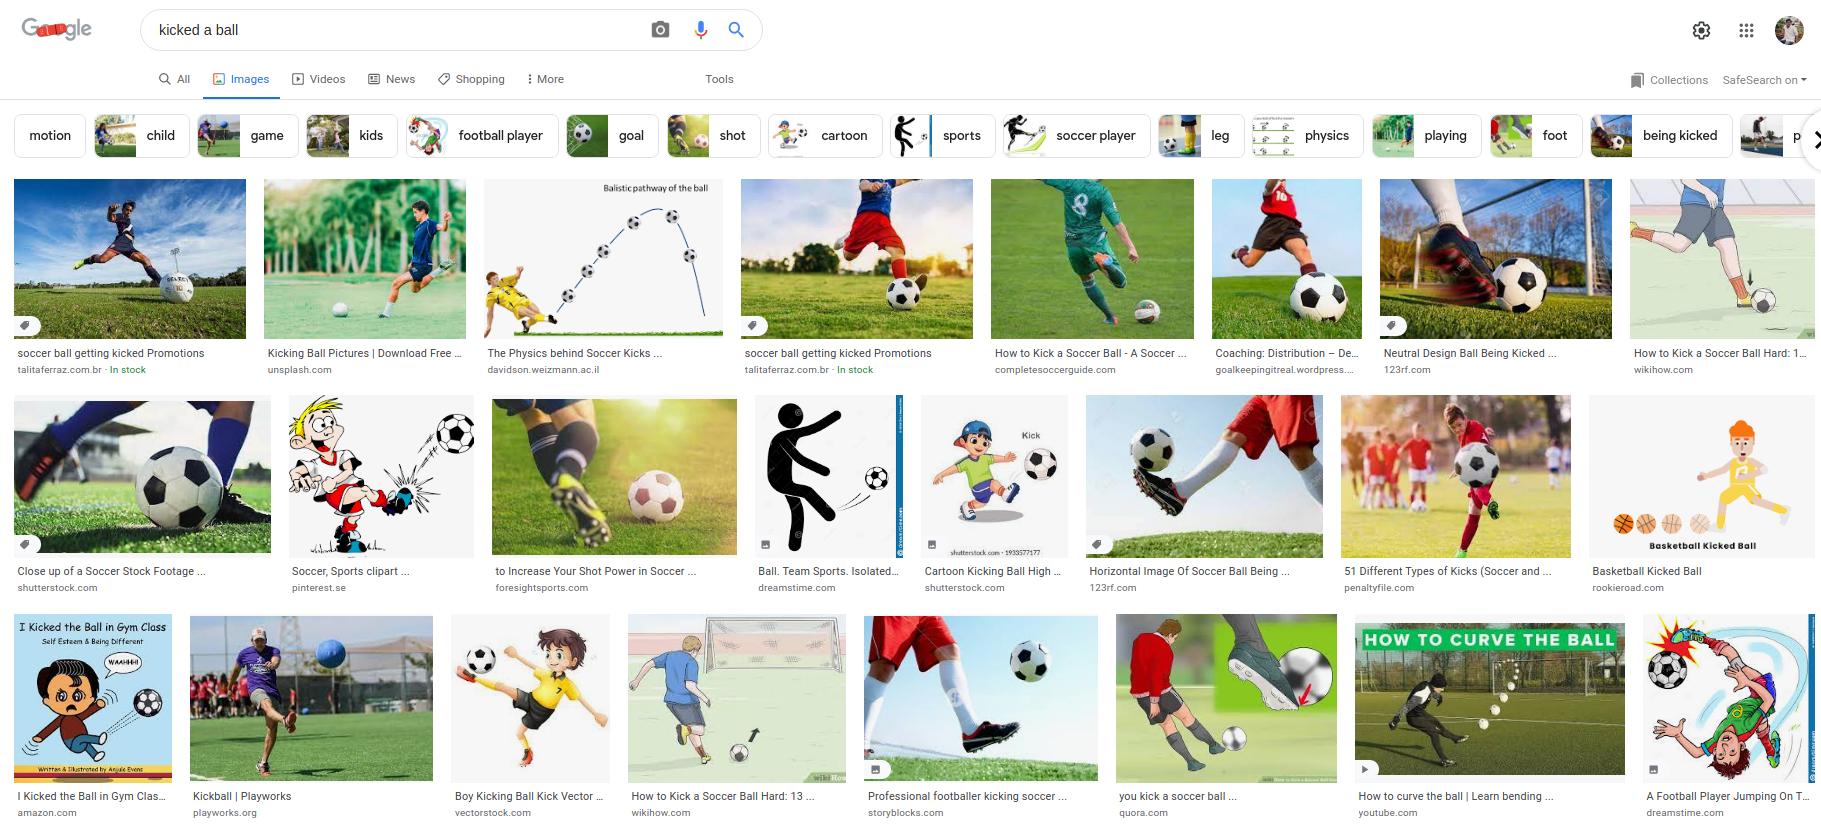 Google
kicked a ball
All
Images
Videos
News
Shopping
More
Tools
Collections
SafeSearch on
motion
child
game
kids
football player
goal
shot
cartoon
sports
soccer player
leg
physics
playing
foot
being kicked
p
Balistic pathway of the ball
soccer ball getting kicked Promotions
talitaferraz.com.br · In stock
Kicking Ball Pictures | Download Free ...
unsplash.com
The Physics behind Soccer Kicks ...
davidson.weizmann.ac.il
soccer ball getting kicked Promotions
talitaferraz.com.br · In stock
8
How to Kick a Soccer Ball - A Soccer ...
completesoccerguide.com
16
Coaching: Distribution – De...
goalkeepingitreal.wordpress....
Neutral Design Ball Being Kicked ...
123rf.com
How to Kick a Soccer Ball Hard: 1...
wikihow.com
Close up of a Soccer Stock Footage ...
shutterstock.com
Soccer, Sports clipart ...
pinterest.se
to Increase Your Shot Power in Soccer ...
foresightsports.com
Ball. Team Sports. Isolated...
dreamstime.com
Kick
shutterstock.com · 1933577177
Cartoon Kicking Ball High ...
shutterstock.com
Horizontal Image Of Soccer Ball Being ...
123rf.com
51 Different Types of Kicks (Soccer and ...
penaltyfile.com
Basketball Kicked Ball
Basketball Kicked Ball
rookieroad.com
I Kicked the Ball in Gym Class
Self Esteem & Being Different
WAAHHH!
Written & Illustrated by Anjule Evans
I Kicked the Ball in Gym Clas...
amazon.com
Kickball | Playworks
playworks.org
7
Boy Kicking Ball Kick Vector ...
vectorstock.com
wikiHow
How to Kick a Soccer Ball Hard: 13 ...
wikihow.com
Professional footballer kicking soccer ...
storyblocks.com
you kick a soccer ball ...
quora.com
HOW TO CURVE THE BALL
How to curve the ball | Learn bending ...
youtube.com
A Football Player Jumping On T...
dreamstime.com